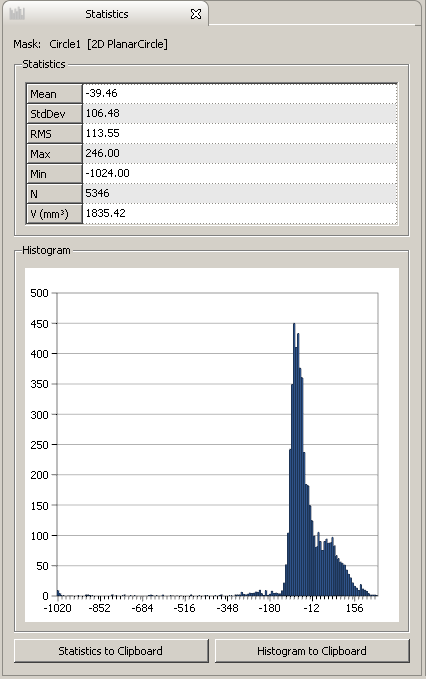 Statistics
Mask: Circle1 [2D PlanarCircle]
Statistics
Mean -39.46
StdDev 106.48
RMS 113.55
Max 246.00
Min -1024.00
N 5346
V (mm³) 1835.42
Histogram
500
450
400
350
300
250
200
150
100
50
0
-1020 -852 -684 -516 -348 -180 -12 156
Statistics to Clipboard Histogram to Clipboard